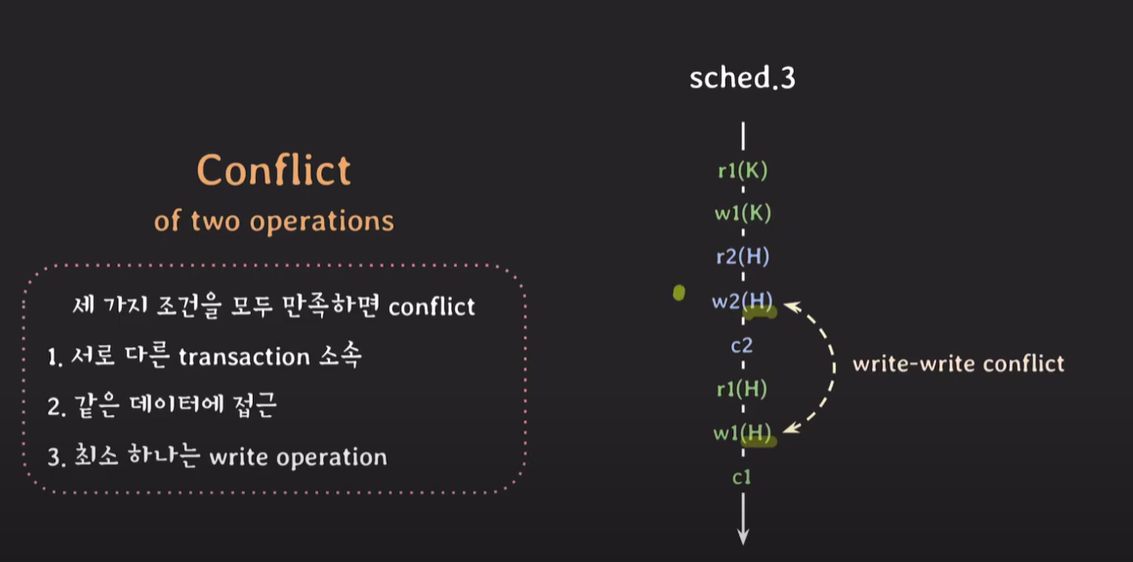 Conflict
of two operations
세 가지 조건을 모두 만족하면 conflict
1. 서로 다른 transaction 소속
2. 같은 데이터에 접근
3. 최소 하나는 write operation
sched.3
r1(K)
w1(K)
r2(H)
w2(H)
c2
r1(H)
w1(H)
c1
write-write conflict